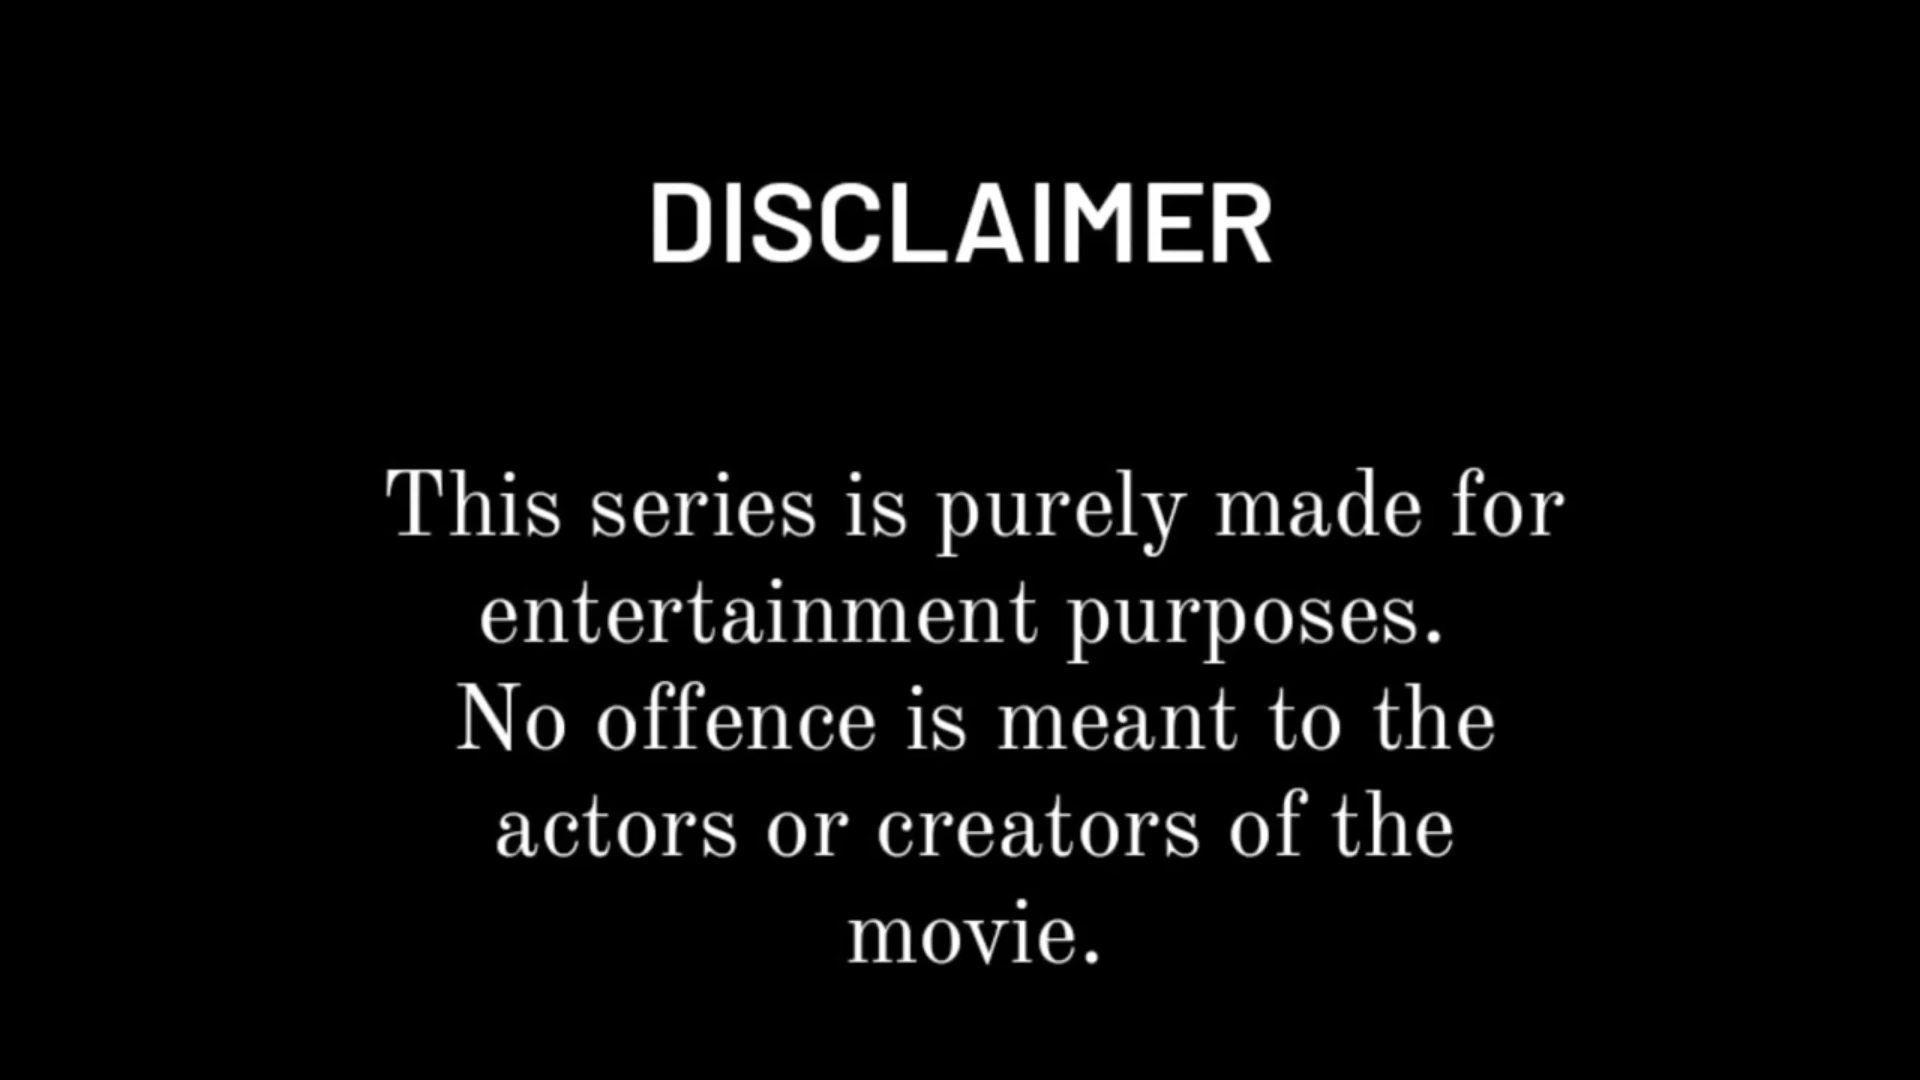 DISCLAIMER
This series is purely made for
entertainment purposes.
No offence is meant to the
actors or creators of the
movie.